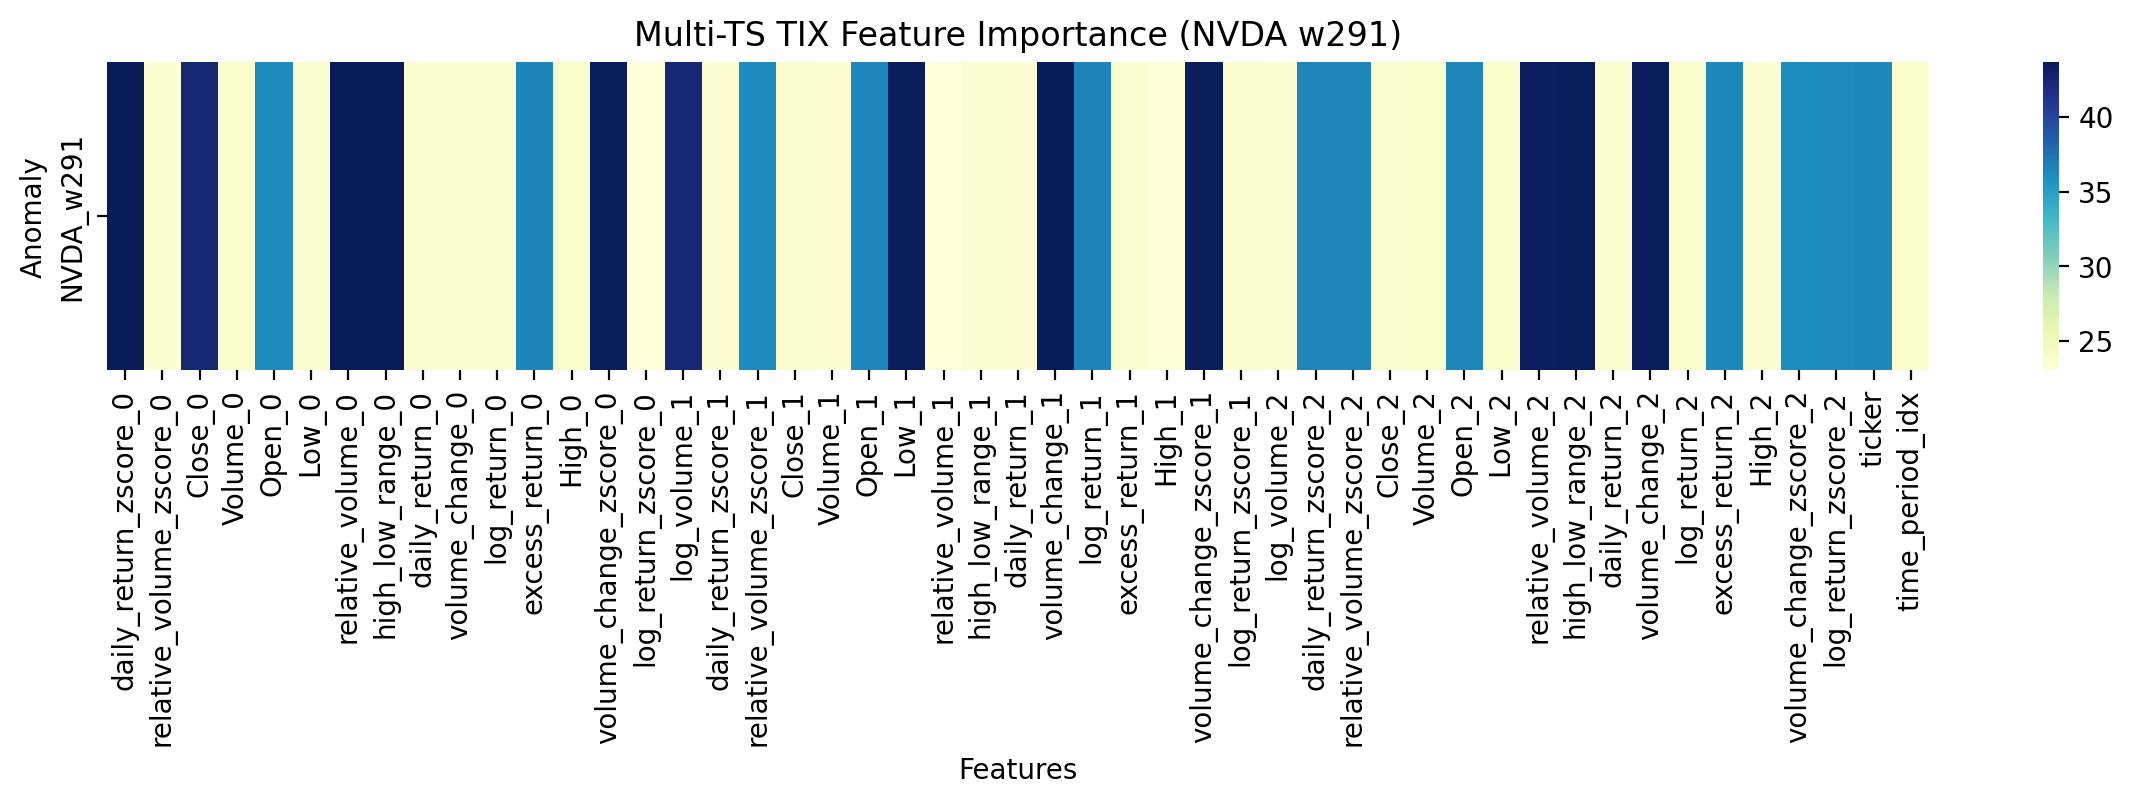 Multi-TS TIX Feature Importance (NVDA w291)
Anomaly
NVDA_w291
40
35
30
25
daily_return_zscore_0
relative_volume_zscore_0
Close_0
Volume_0
Open_0
Low_0
relative_volume_0
high_low_range_0
daily_return_0
volume_change_0
log_return_0
excess_return_0
High_0
volume_change_zscore_0
log_return_zscore_0
log_volume_1
daily_return_zscore_1
relative_volume_zscore_1
Close_1
Volume_1
Open_1
Low_1
relative_volume_1
high_low_range_1
daily_return_1
volume_change_1
log_return_1
excess_return_1
High_1
volume_change_zscore_1
log_return_zscore_1
log_volume_2
daily_return_zscore_2
relative_volume_zscore_2
Close_2
Volume_2
Open_2
Low_2
relative_volume_2
high_low_range_2
daily_return_2
volume_change_2
log_return_2
excess_return_2
High_2
volume_change_zscore_2
log_return_zscore_2
ticker
time_period_idx
Features